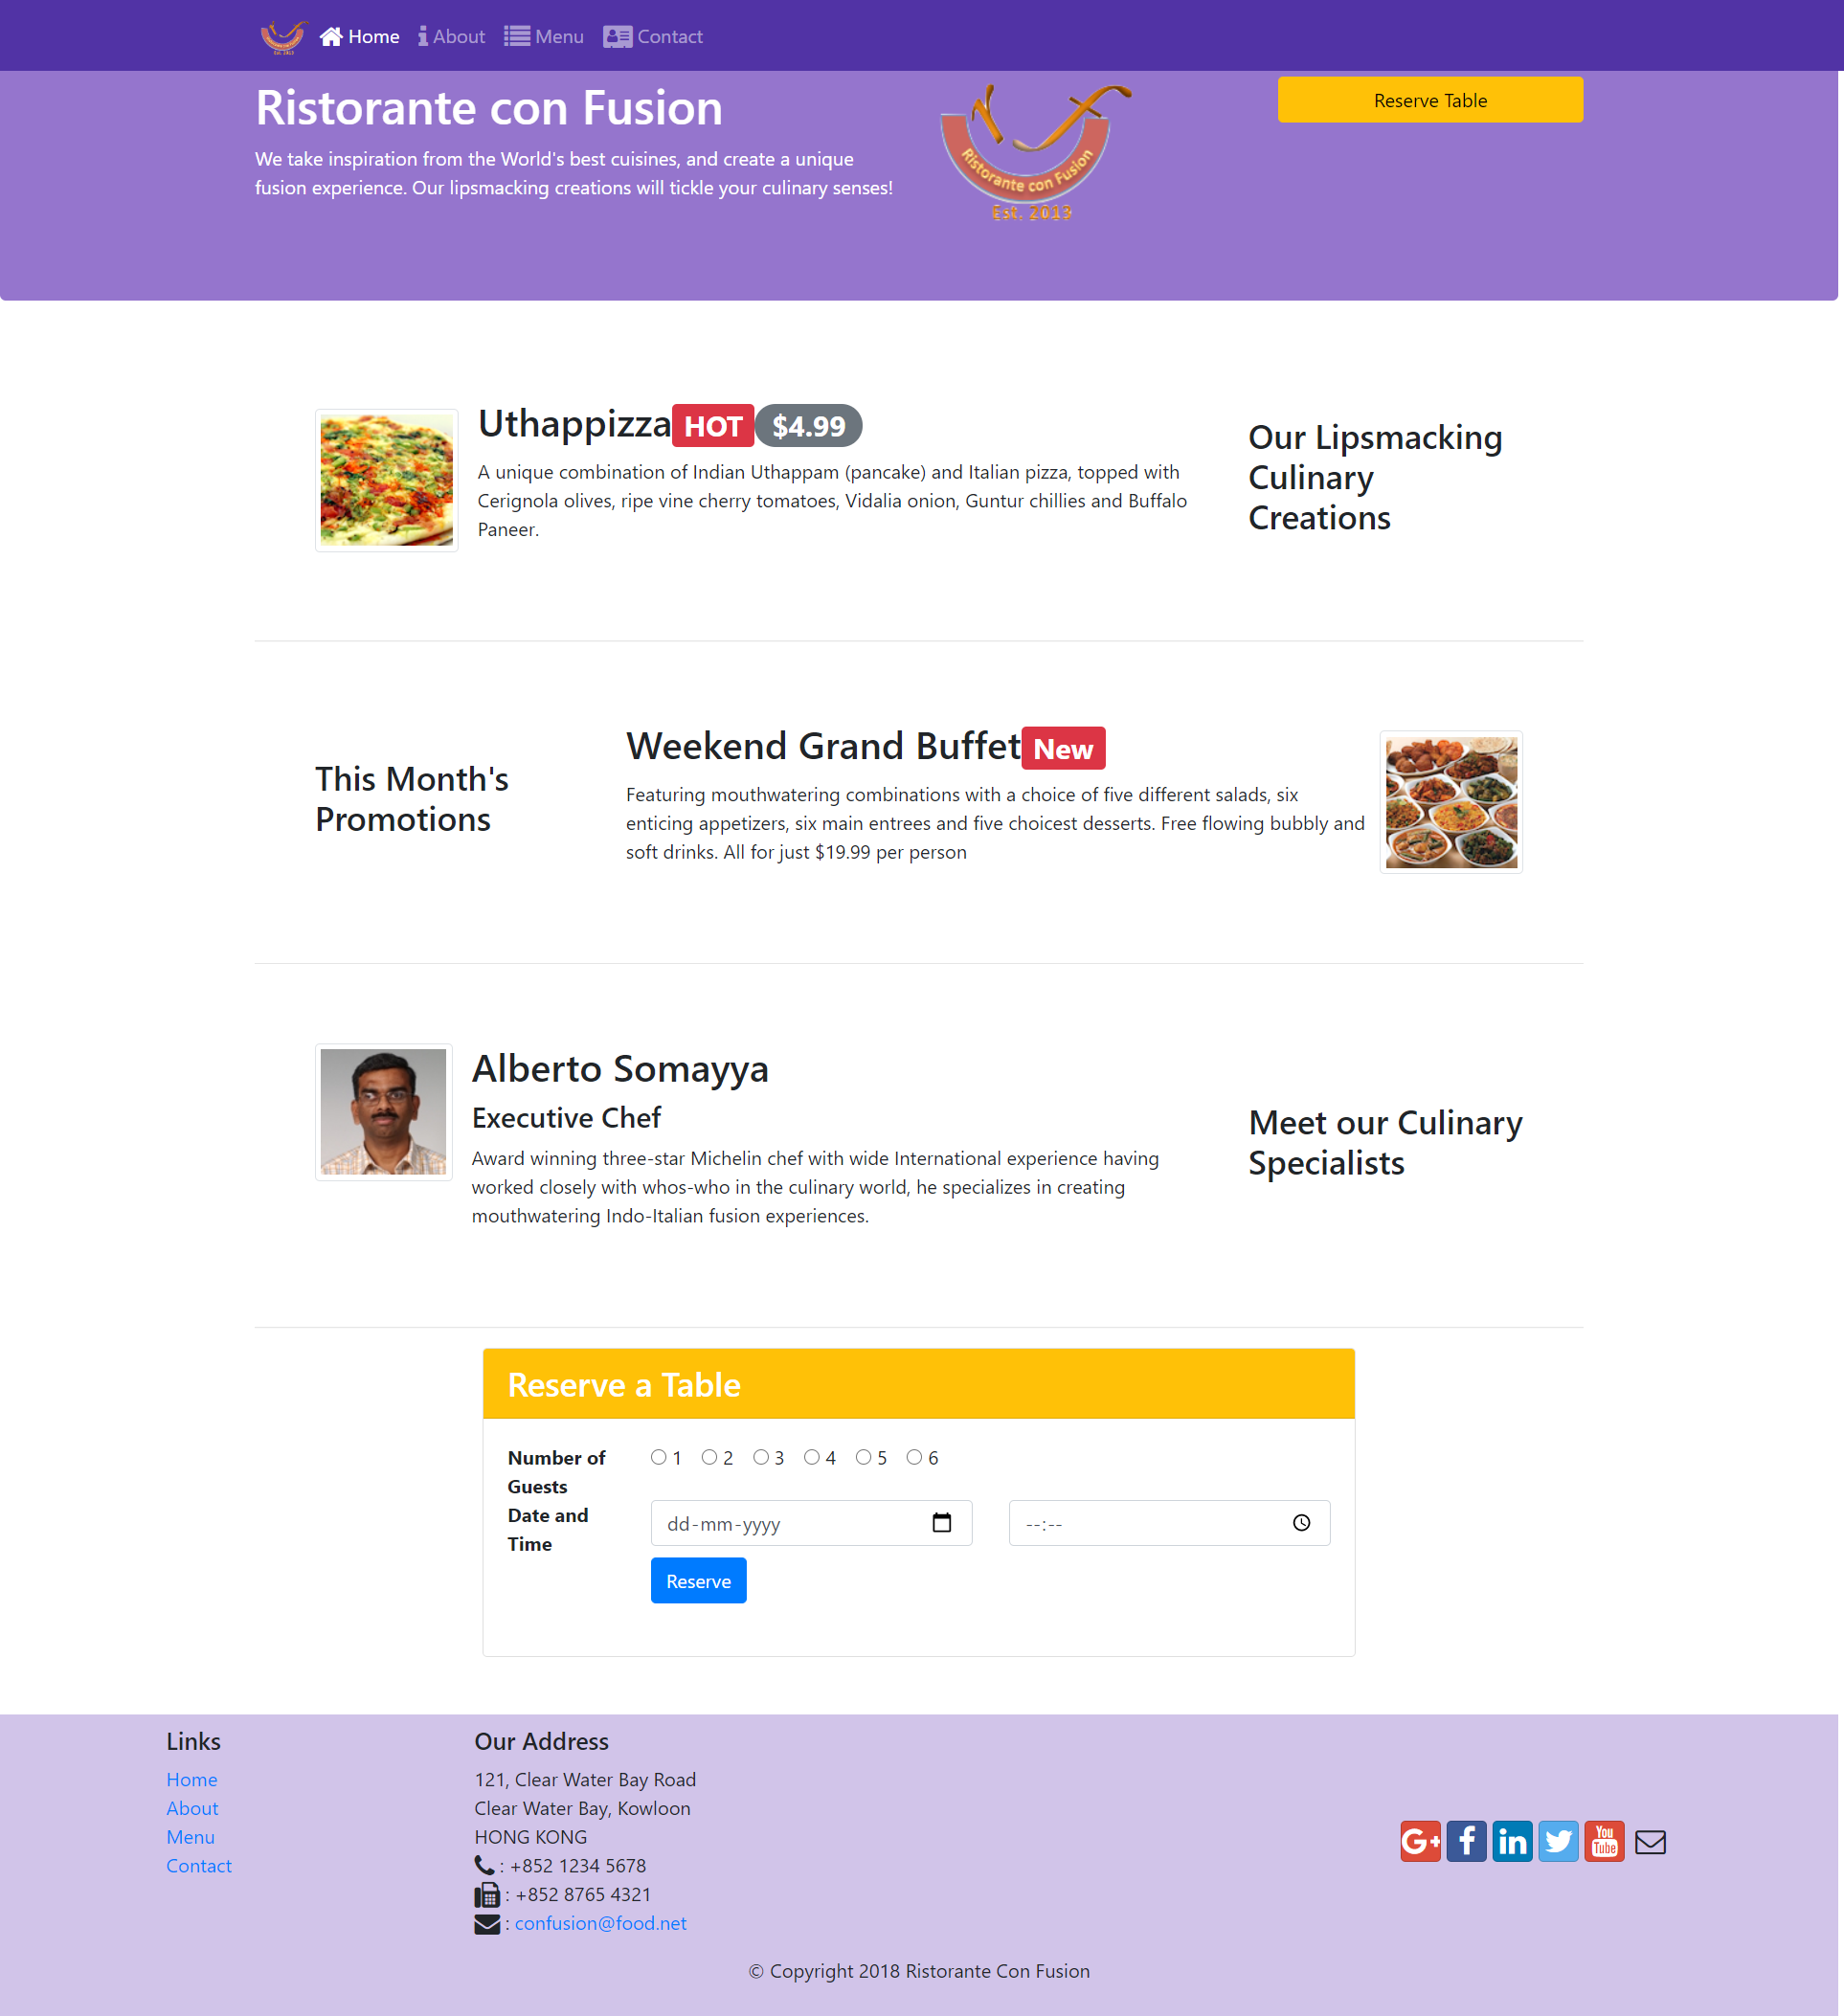 Home About Menu Contact
Ristorante con Fusion
We take inspiration from the World's best cuisines, and create a unique
fusion experience. Our lipsmacking creations will tickle your culinary senses!
Ristorante con Fusion
Est. 2013
Reserve Table
Uthappizza HOT $4.99
A unique combination of Indian Uthappam (pancake) and Italian pizza, topped with
Cerignola olives, ripe vine cherry tomatoes, Vidalia onion, Guntur chillies and Buffalo
Paneer.
Our Lipsmacking
Culinary
Creations
This Month's
Promotions
Weekend Grand Buffet New
Featuring mouthwatering combinations with a choice of five different salads, six
enticing appetizers, six main entrees and five choicest desserts. Free flowing bubbly and
soft drinks. All for just $19.99 per person
Alberto Somayya
Executive Chef
Award winning three-star Michelin chef with wide International experience having
worked closely with whos-who in the culinary world, he specializes in creating
mouthwatering Indo-Italian fusion experiences.
Meet our Culinary
Specialists
Reserve a Table
Number of
Guests
1 2 3 4 5 6
Date and
Time
dd-mm-yyyy
--:--
Reserve
Links
Home
About
Menu
Contact
Our Address
121, Clear Water Bay Road
Clear Water Bay, Kowloon
HONG KONG
: +852 1234 5678
: +852 8765 4321
: confusion@food.net
G+ f in You Tube
© Copyright 2018 Ristorante Con Fusion